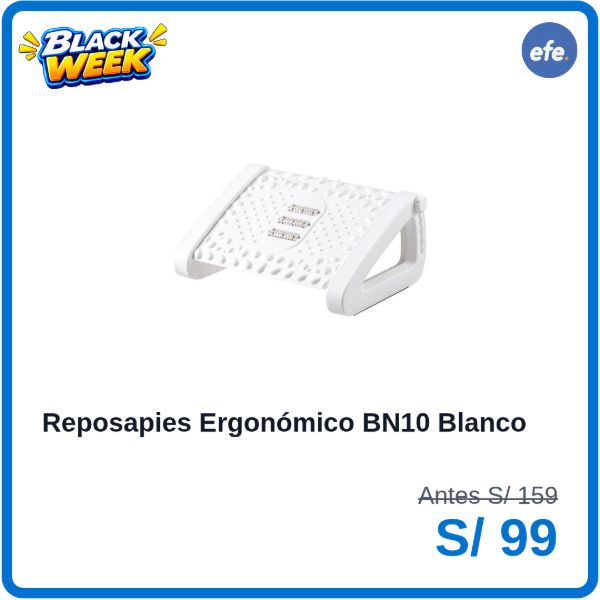 BLACK
WEEK
efe.
Reposapies Ergonómico BN10 Blanco
Antes S/ 159
S/ 99